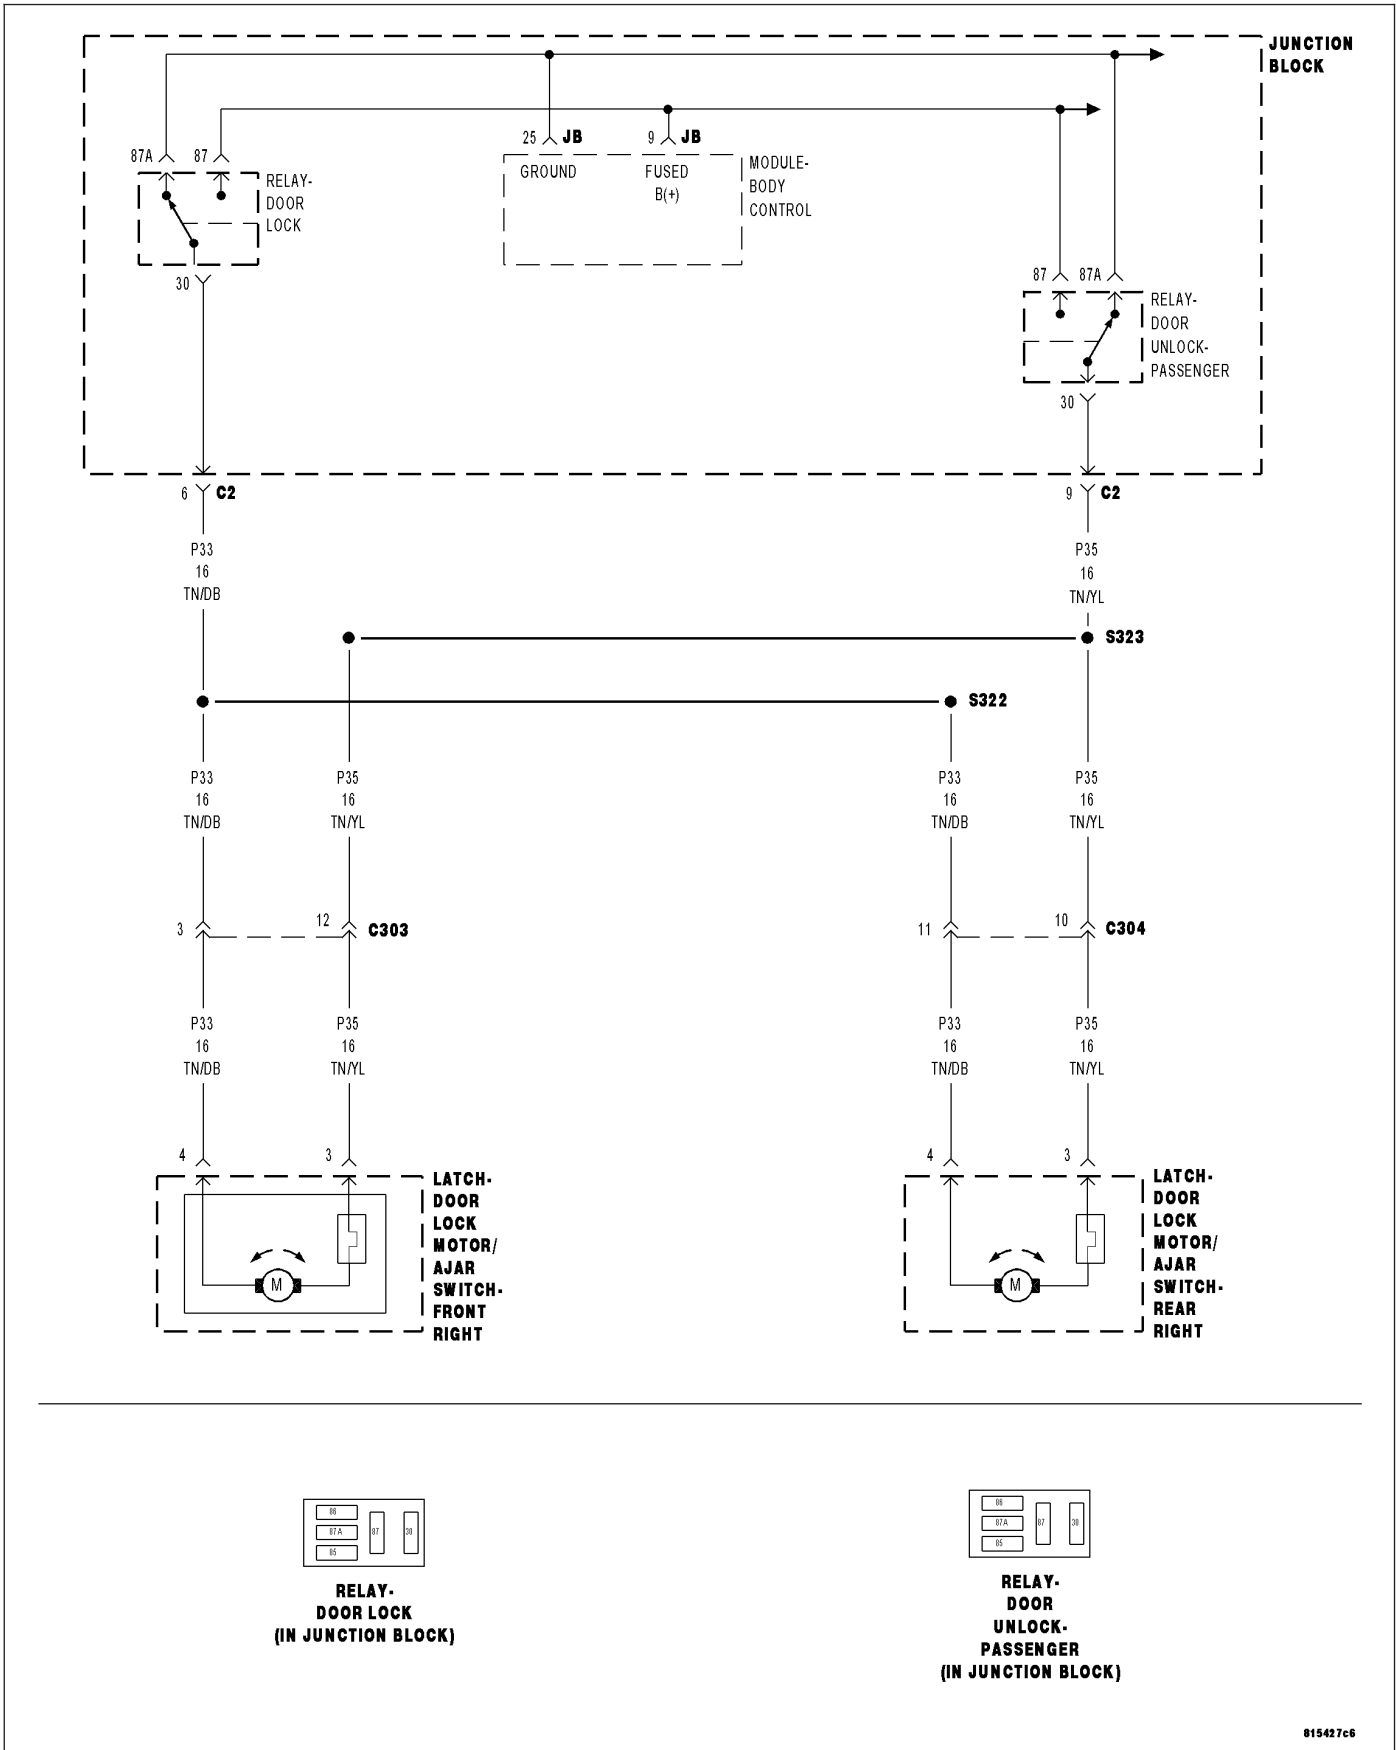 JUNCTION
BLOCK
25 JB
9 JB
87A 87
GROUND
FUSED
B(+)
MODULE-
BODY
CONTROL
RELAY-
DOOR
LOCK
30
87 87A
RELAY-
DOOR
UNLOCK-
PASSENGER
30
6 C2
9 C2
P33
16
TN/DB
P35
16
TN/YL
S323
S322
P33
16
TN/DB
P35
16
TN/YL
P33
16
TN/DB
P35
16
TN/YL
3
12
C303
11
10
C304
P33
16
TN/DB
P35
16
TN/YL
P33
16
TN/DB
P35
16
TN/YL
4
3
4
3
LATCH-
DOOR
LOCK
MOTOR/
AJAR
SWITCH-
FRONT
RIGHT
M
LATCH-
DOOR
LOCK
MOTOR/
AJAR
SWITCH-
REAR
RIGHT
M
86
87A
85
87
30
RELAY-
DOOR LOCK
(IN JUNCTION BLOCK)
86
87A
85
87
30
RELAY-
DOOR
UNLOCK-
PASSENGER
(IN JUNCTION BLOCK)
815427c6